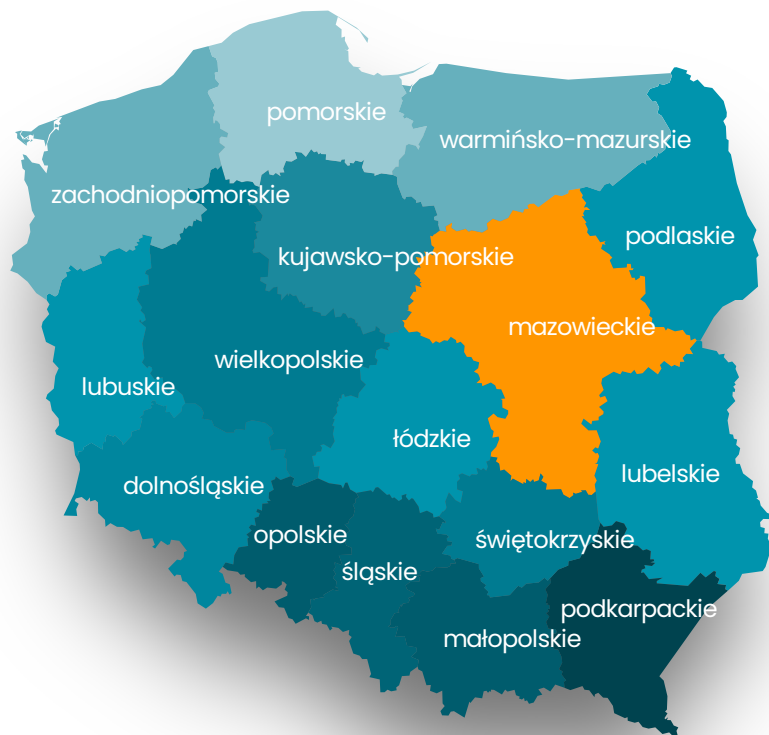 pomorskie
warmińsko-mazurskie
zachodniopomorskie
podlaskie
kujawsko-pomorskie
mazowieckie
wielkopolskie
lubuskie
łódzkie
lubelskie
dolnośląskie
opolskie
świętokrzyskie
śląskie
podkarpackie
małopolskie